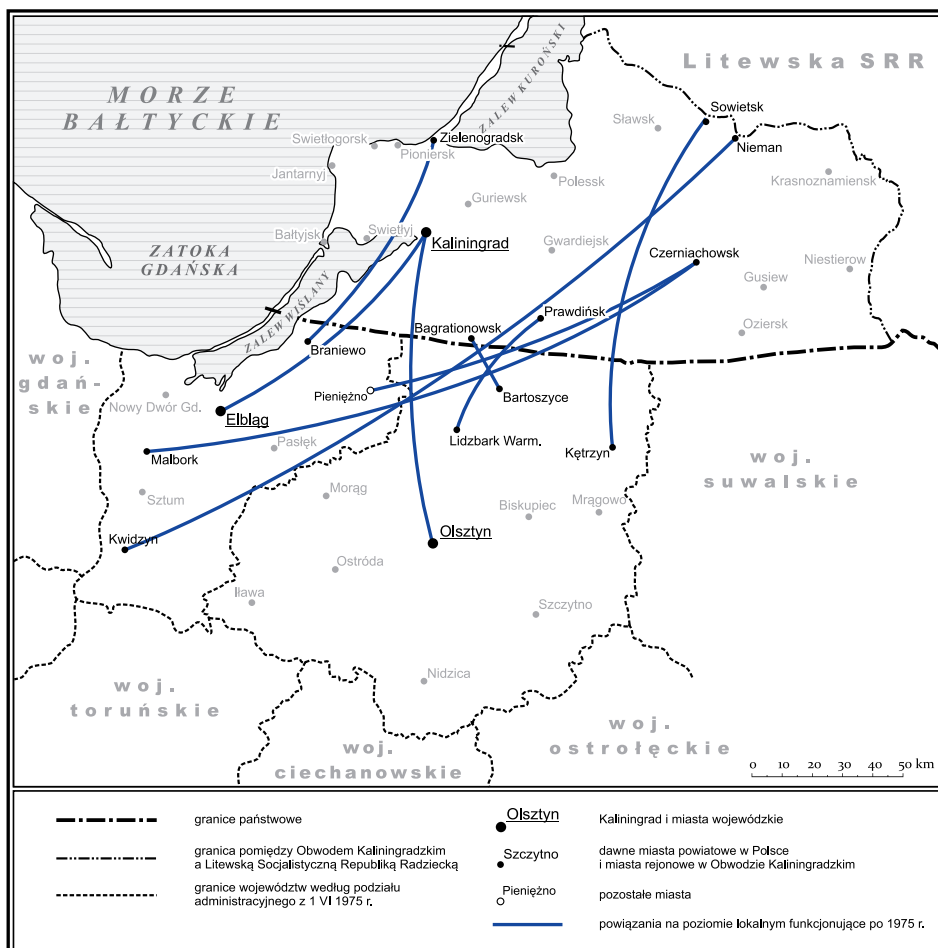 Litewska SRR
MORZE
BAŁTYCKIE
ZALEW KUROŃSKI
Sowietsk
Sławsk
Zielenogradsk
Nieman
Swietłogorsk
Pioniersk
Jantarnyj
Polessk
Krasnoznamiensk
Guriewsk
Bałtyjsk
Swietłyj
Kaliningrad
ZATOKA
GDAŃSKA
Gwardiejsk
Czerniachowsk
Niestierow
Gusiew
ZALEW WIŚLANY
Prawdińsk
Bagrationowsk
Oziersk
Braniewo
woj.
gdań-
skie
Pieniężno
Bartoszyce
Nowy Dwór Gd.
Elbląg
Lidzbark Warm.
Pasłęk
Kętrzyn
Malbork
woj.
suwalskie
Sztum
Morąg
Biskupiec
Mrągowo
Kwidzyn
Olsztyn
Ostróda
Iława
Szczytno
Nidzica
woj.
toruńskie
woj.
ciechanowskie
woj.
ostrołęckie
0 10 20 30 40 50 km
granice państwowe
granica pomiędzy Obwodem Kaliningradzkim
a Litewską Socjalistyczną Republiką Radziecką
granice województw według podziału
administracyjnego z 1 VI 1975 r.
Olsztyn
Kaliningrad i miasta wojewódzkie
Szczytno
dawne miasta powiatowe w Polsce
i miasta rejonowe w Obwodzie Kaliningradzkim
Pieniężno
pozostałe miasta
powiązania na poziomie lokalnym funkcjonujące po 1975 r.